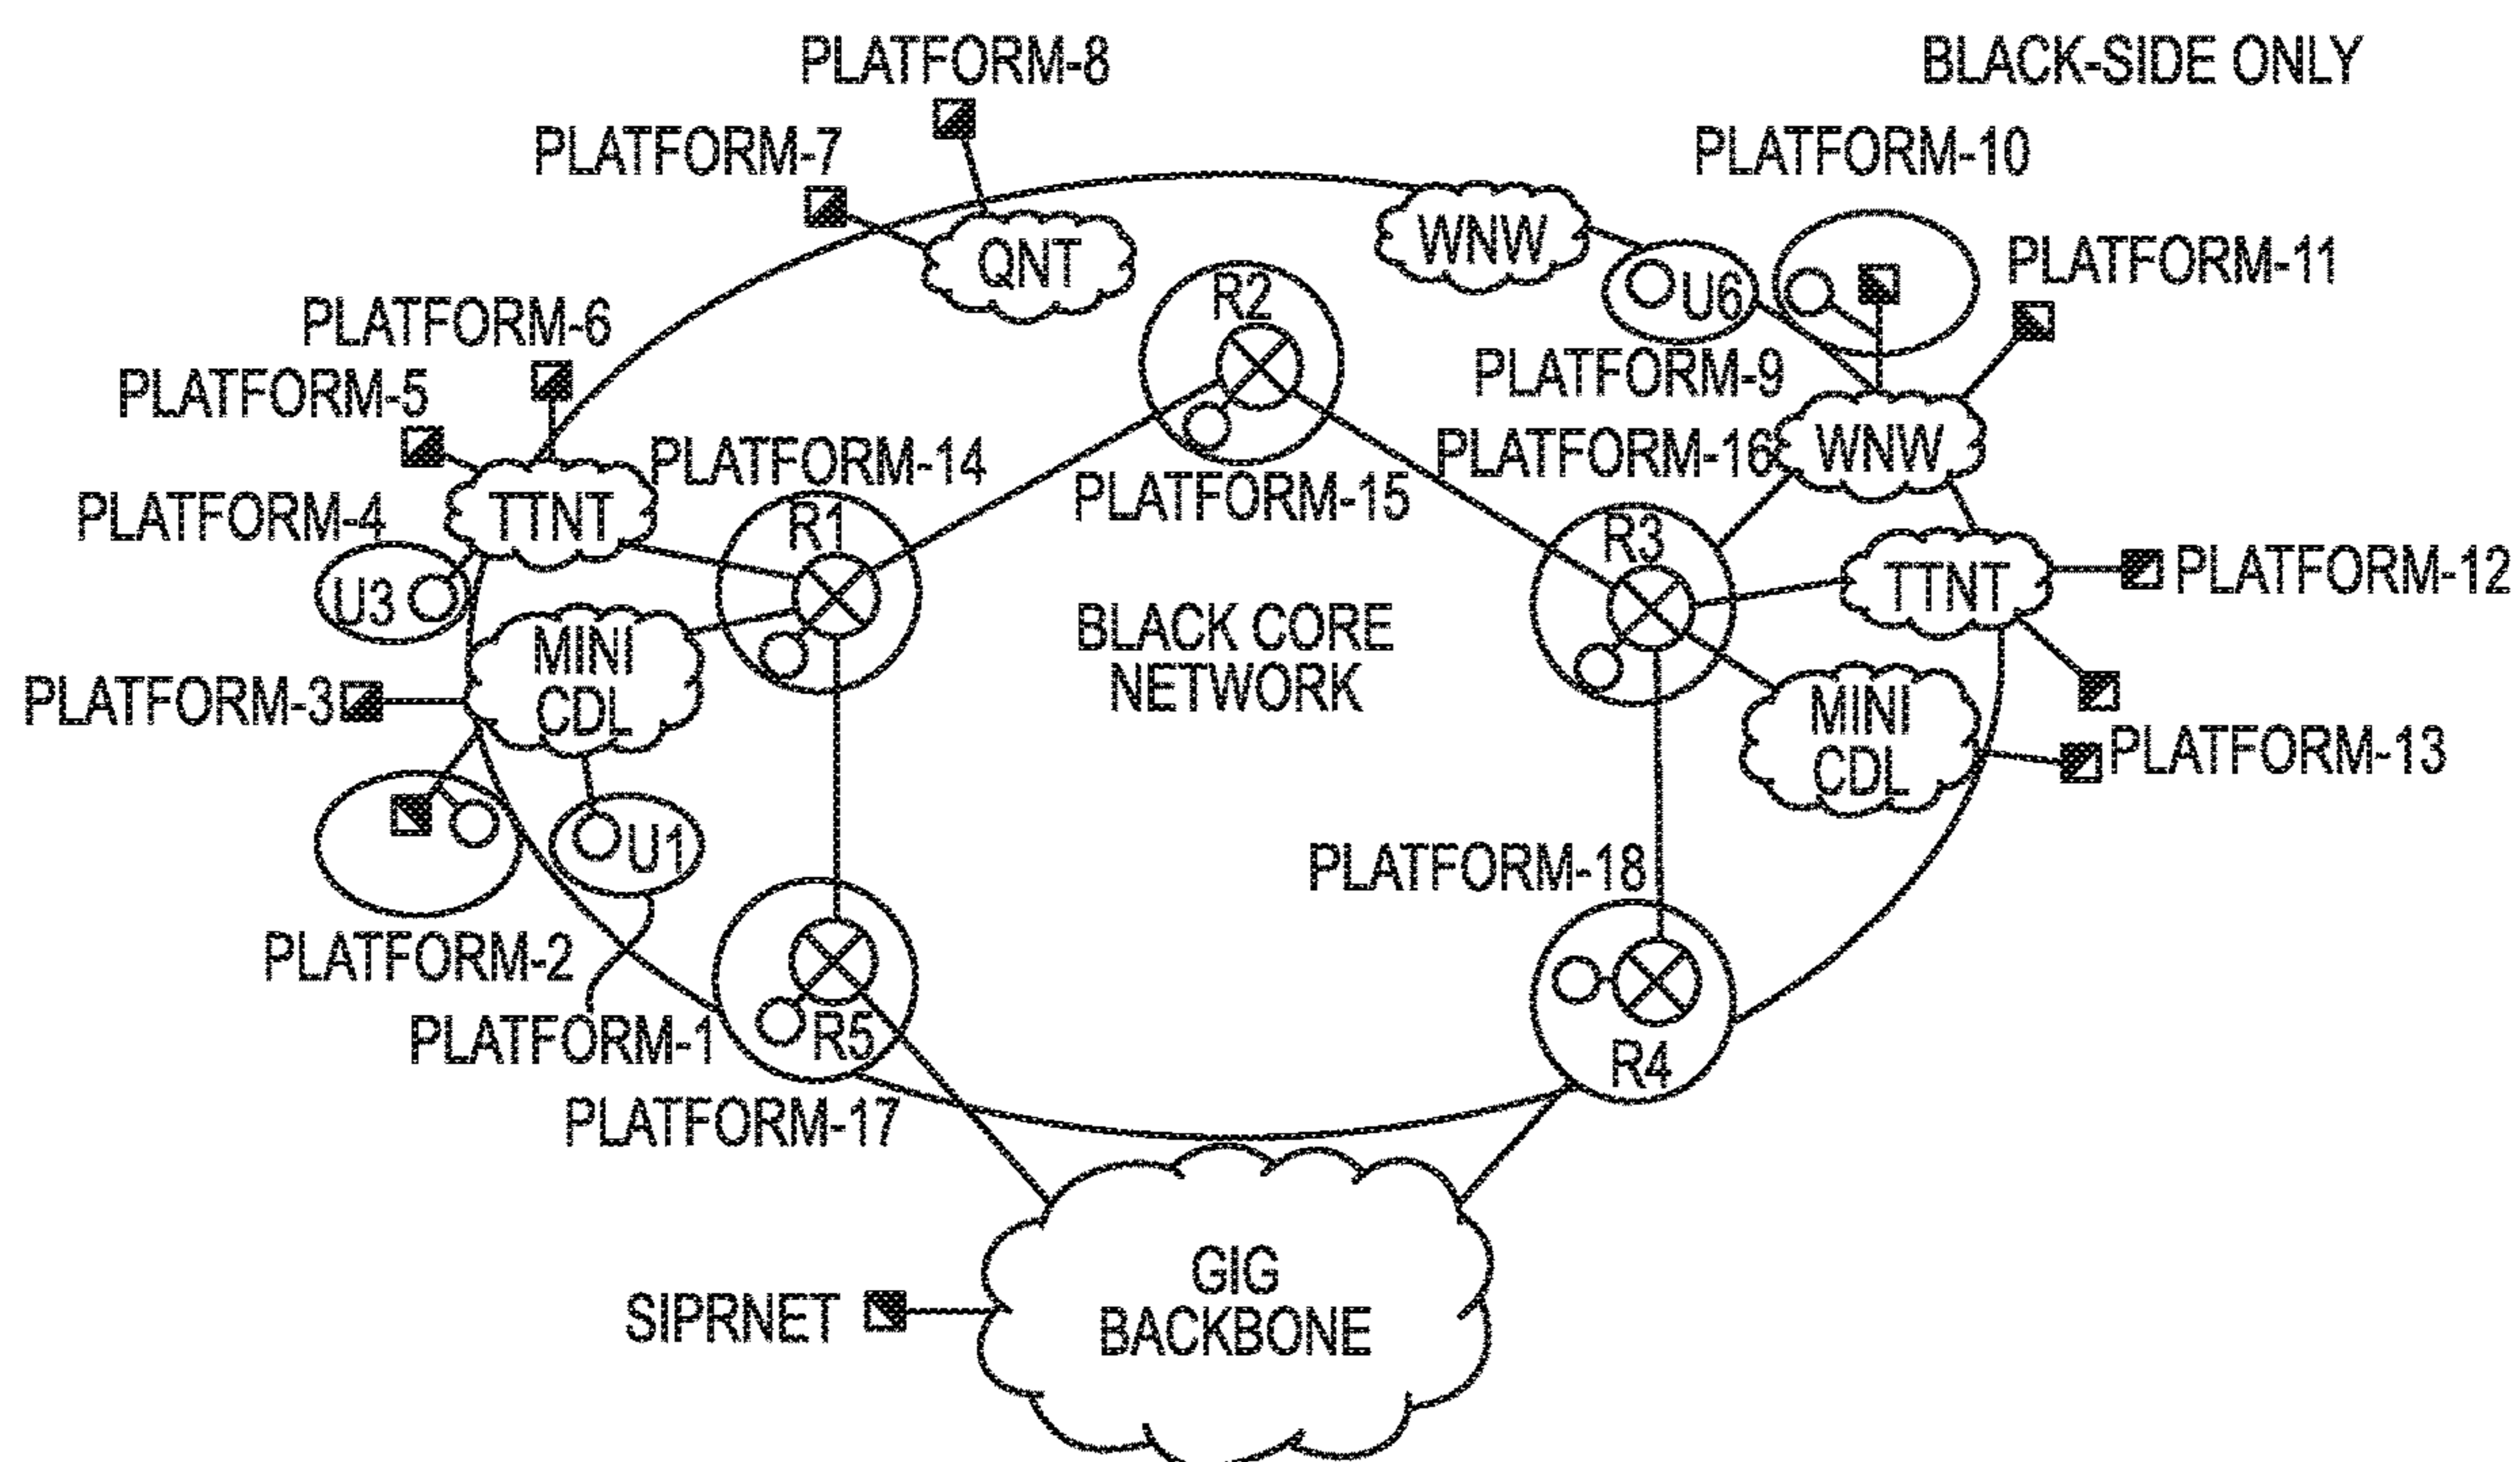 PLATFORM-8
BLACK-SIDE ONLY
PLATFORM-7
PLATFORM-10
QNT
WNW
PLATFORM-11
R2
U6
PLATFORM-6
PLATFORM-9
PLATFORM-5
PLATFORM-14
PLATFORM-16
WNW
PLATFORM-4
TTNT
R1
PLATFORM-15
R3
TTNT
PLATFORM-12
U3
BLACK CORE
NETWORK
MINI
CDL
PLATFORM-3
MINI
CDL
PLATFORM-13
U1
PLATFORM-18
PLATFORM-2
PLATFORM-1
R5
R4
PLATFORM-17
GIG
BACKBONE
SIPRNET